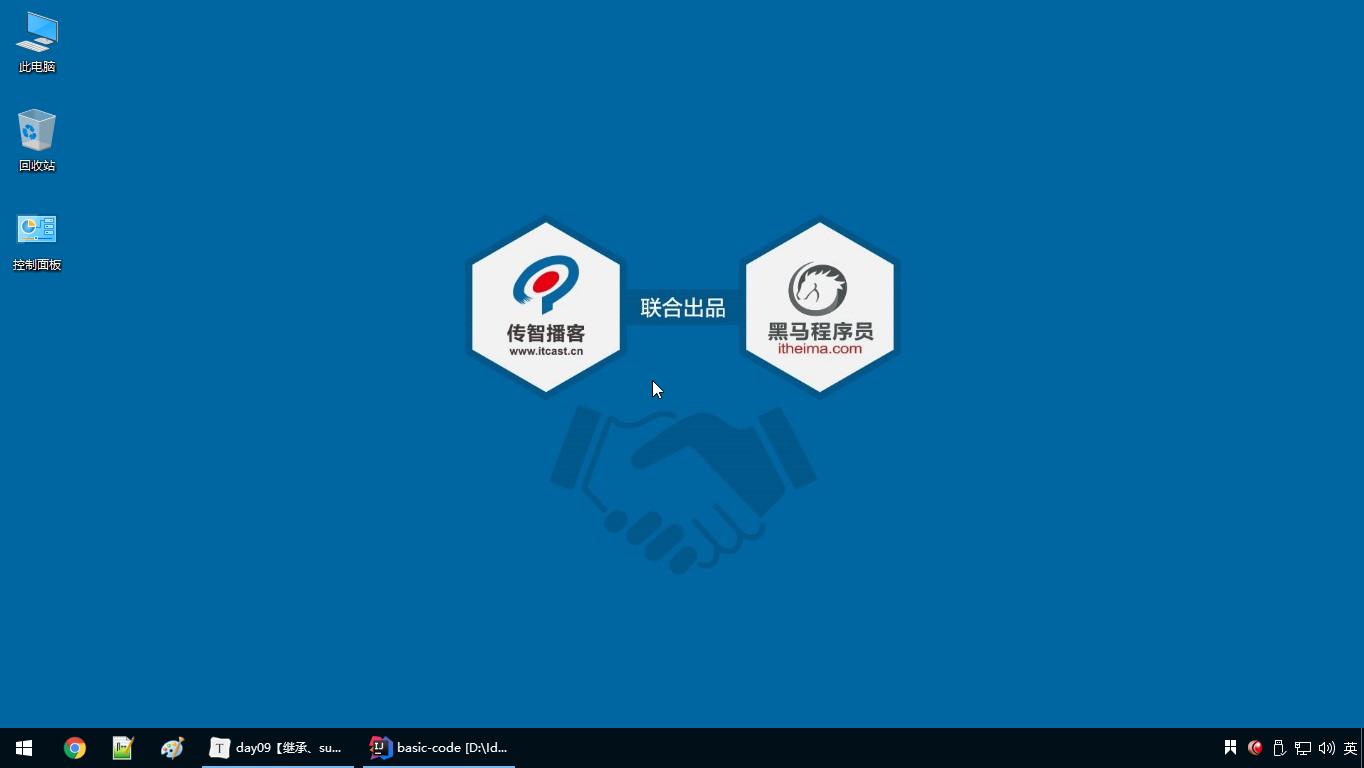 此电脑
回收站
控制面板
传智播客
www.itcast.cn
联合出品
黑马程序员
itheima.com
T
day09【继承、su...
IJ
basic-code [D:\Id...
英